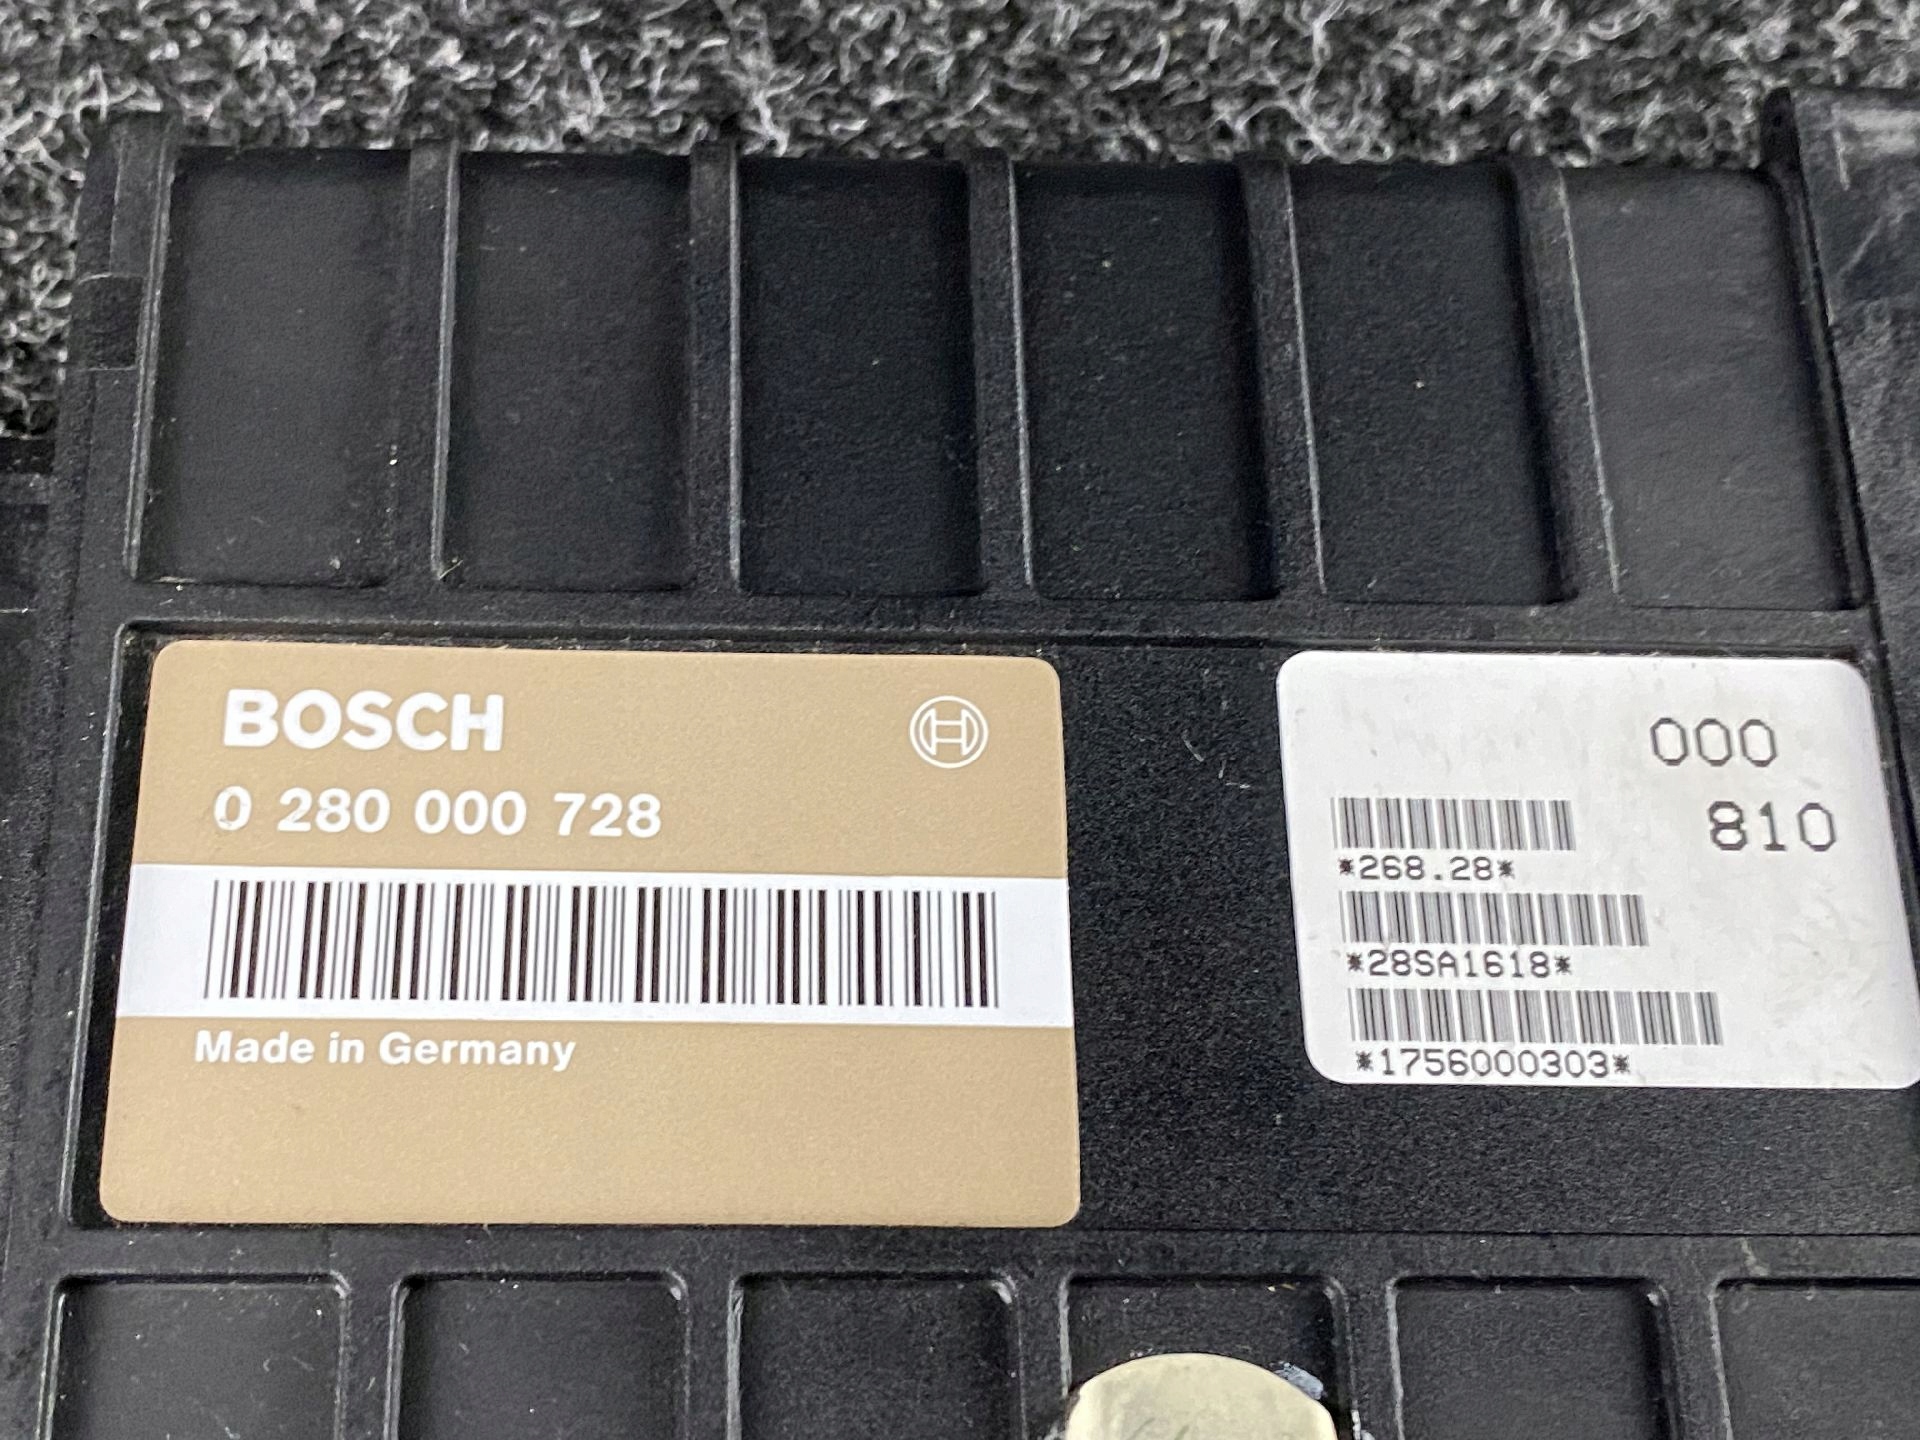 BOSCH
0 280 000 728
Made in Germany
000
810
*268.28*
*28SA1618*
*1756000303*